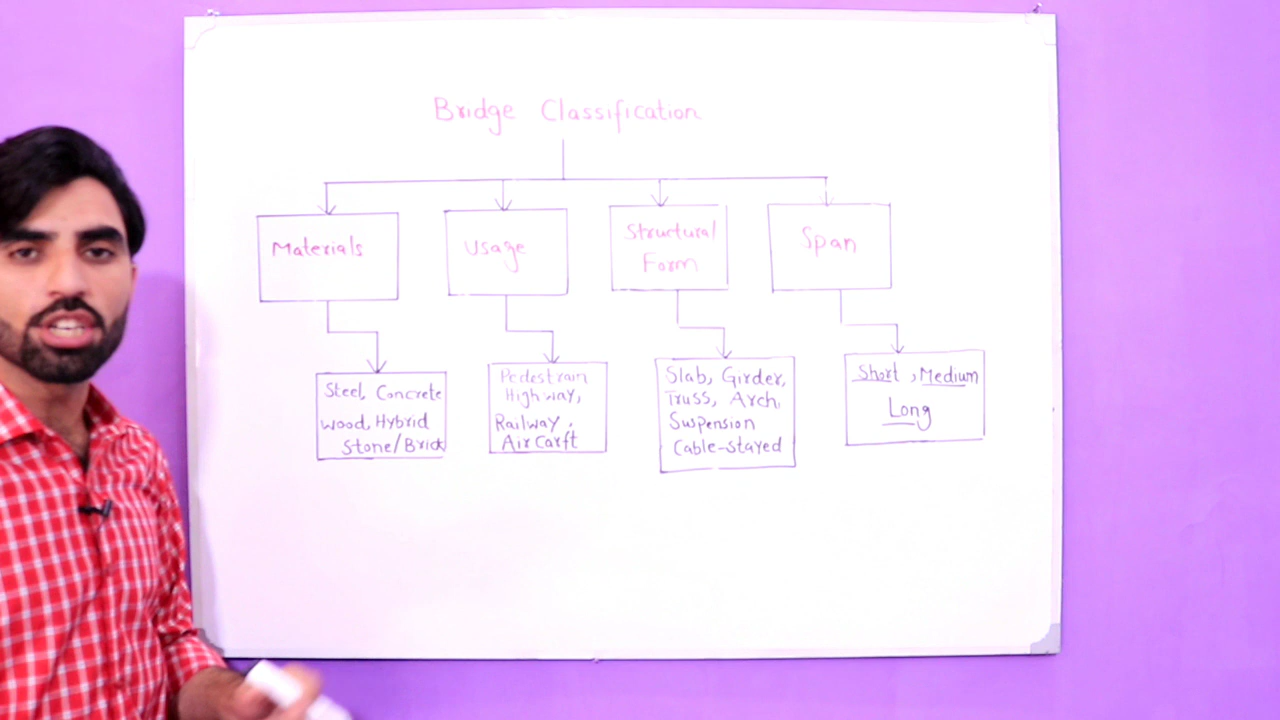 Bridge Classification
Materials
Usage
Structural
Form
Span
Steel, Concrete
wood, Hybrid
Stone/Brick
Pedestrain
Highway,
Railway,
Air Carft
Slab, Girder,
Truss, Arch,
Suspension
Cable-stayed
Short, Medium
Long